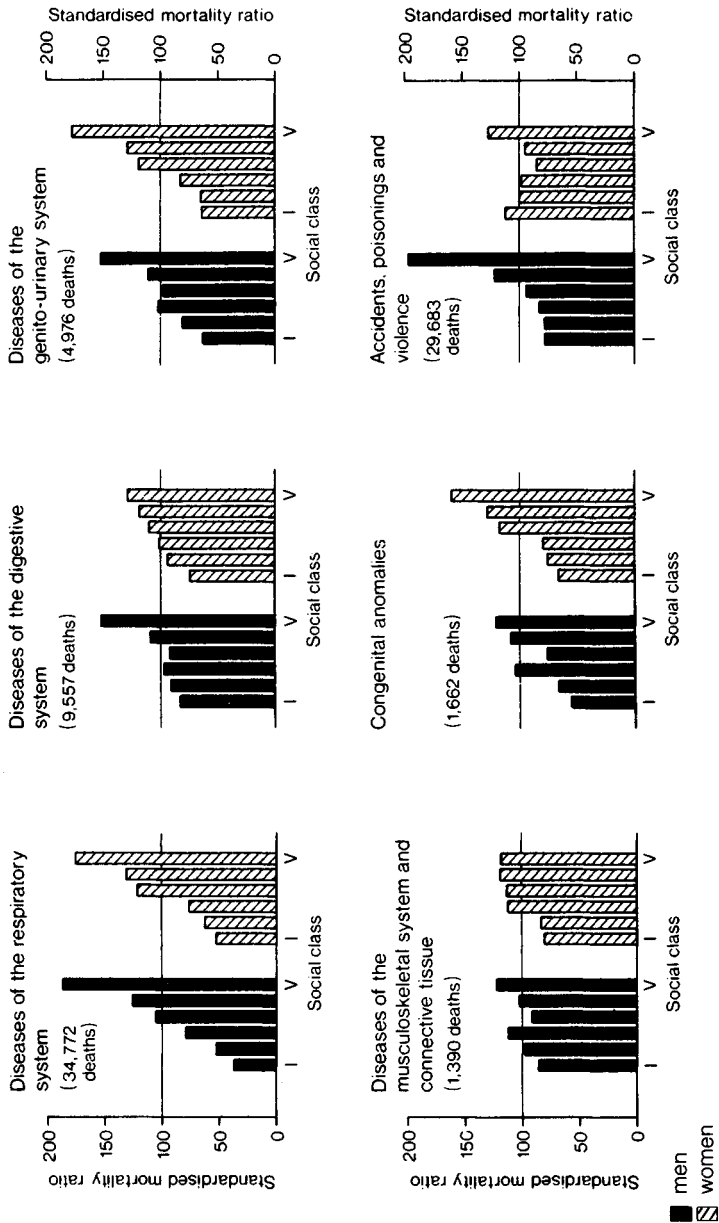 Standardised mortality ratio
200
150
100
50
0
Diseases of the respiratory
system
(34,772
deaths)
I
V
I
V
Social class
Diseases of the digestive
system
(9,557 deaths)
I
V
I
V
Social class
Diseases of the
genito-urinary system
(4,976 deaths)
I
V
I
V
Social class
Standardised mortality ratio
200
150
100
50
0
Standardised mortality ratio
200
150
100
50
0
Diseases of the
musculoskeletal system and
connective tissue
(1,390 deaths)
I
V
I
V
Social class
Congenital anomalies
(1,662 deaths)
I
V
I
V
Social class
Accidents, poisonings and
violence
(29,683
deaths)
I
V
I
V
Social class
Standardised mortality ratio
200
150
100
50
0
men
women